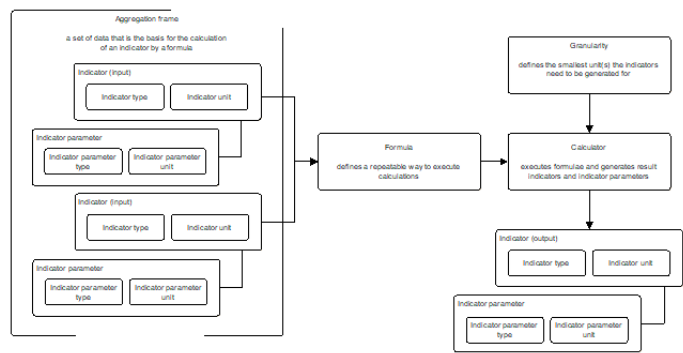 Aggregation frame
a set of data that is the basis for the calculation
of an indicator by a formula
Indicator (input)
Indicator type
Indicator unit
Indicator parameter
Indicator parameter
type
Indicator parameter
unit
Indicator (input)
Indicator type
Indicator unit
Indicator parameter
Indicator parameter
type
Indicator parameter
unit
Formula
defines a repeatable way to execute
calculations
Granularity
defines the smallest unit(s) the indicators
need to be generated for
Calculator
executes formulae and generates result
indicators and indicator parameters
Indicator (output)
Indicator type
Indicator unit
Indicator parameter
Indicator parameter
type
Indicator parameter
unit